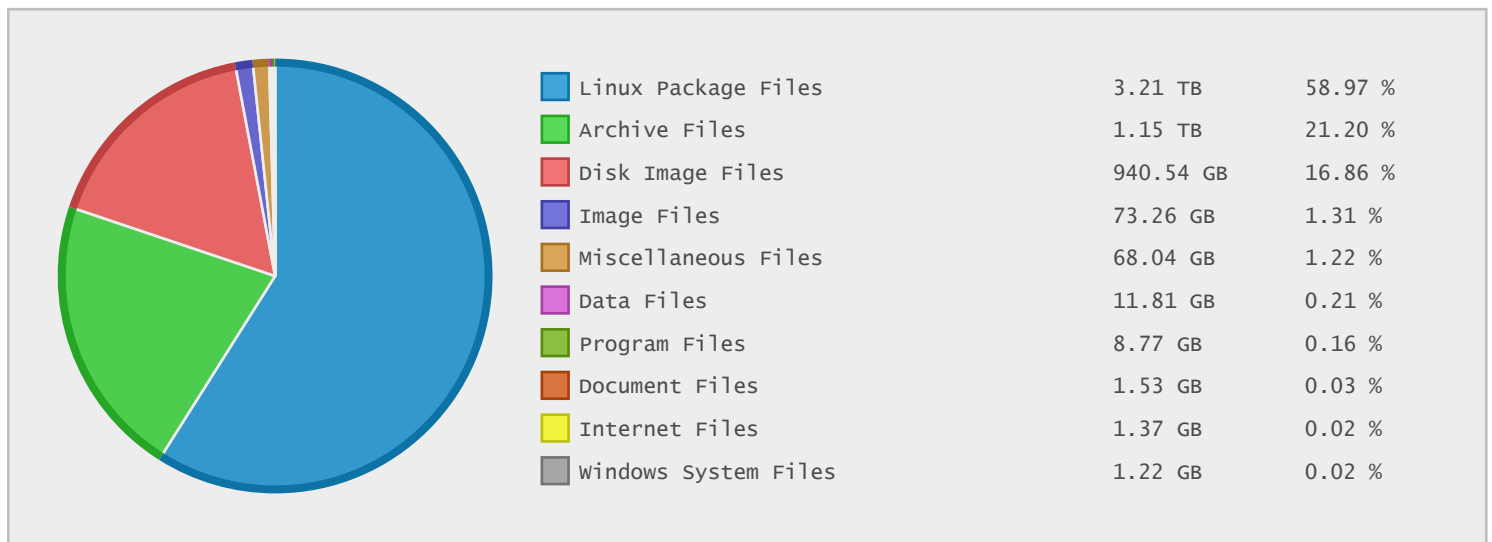 Linux Package Files 3.21 TB 58.97 %
Archive Files 1.15 TB 21.20 %
Disk Image Files 940.54 GB 16.86 %
Image Files 73.26 GB 1.31 %
Miscellaneous Files 68.04 GB 1.22 %
Data Files 11.81 GB 0.21 %
Program Files 8.77 GB 0.16 %
Document Files 1.53 GB 0.03 %
Internet Files 1.37 GB 0.02 %
Windows System Files 1.22 GB 0.02 %